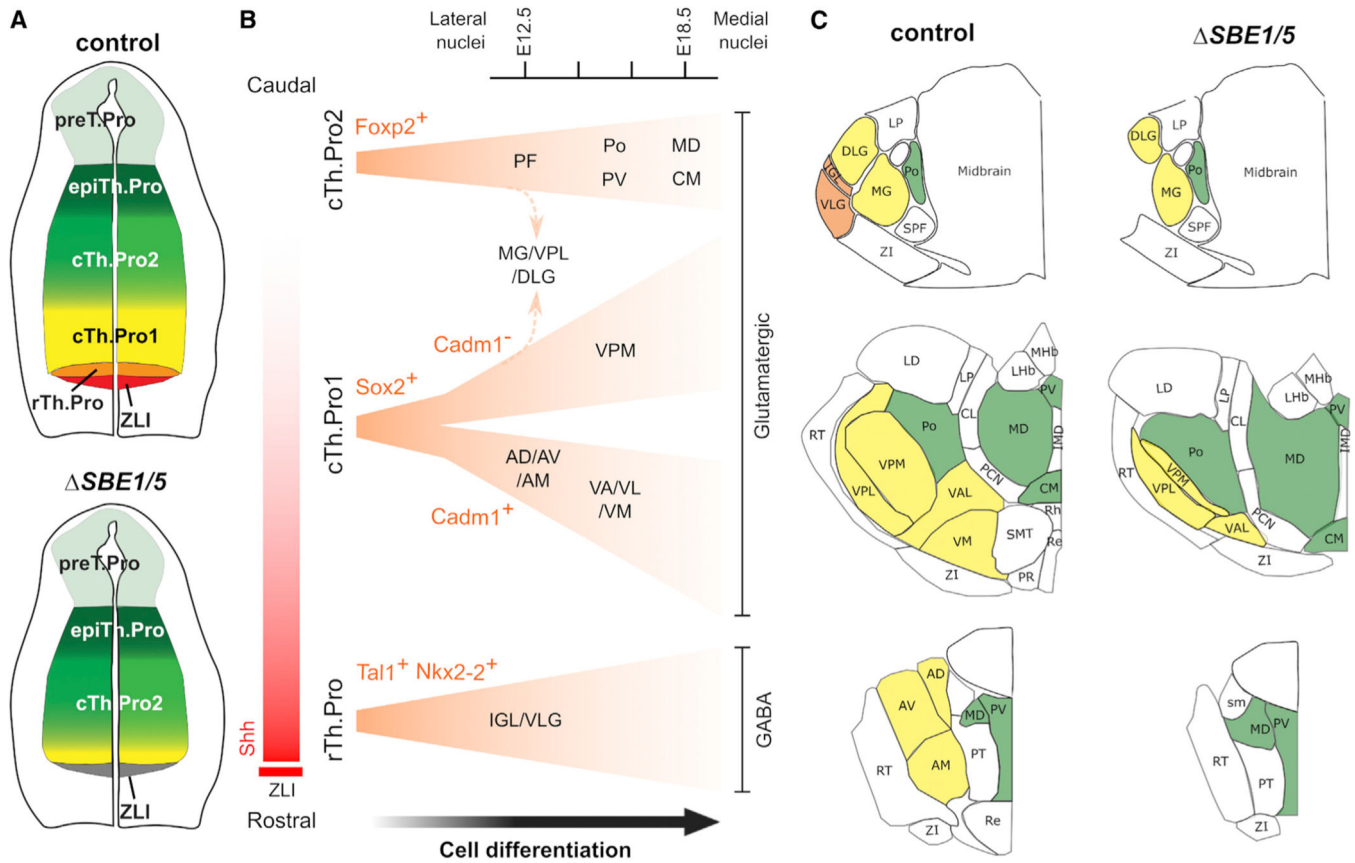 A
control
preT.Pro
epiTh.Pro
cTh.Pro2
cTh.Pro1
rTh.Pro
ZLI
ΔSBE1/5
preT.Pro
epiTh.Pro
cTh.Pro2
ZLI
B
Lateral
nuclei
E12.5
E18.5
Medial
nuclei
Caudal
cTh.Pro2
Foxp2+
PF
Po
MD
PV
CM
MG/VPL
/DLG
cTh.Pro1
Cadm1-
Sox2+
VPM
AD/AV
/AM
VA/VL
/VM
Cadm1+
Glutamatergic
rTh.Pro
Tal1+ Nkx2-2+
IGL/VLG
GABA
Shh
ZLI
Rostral
Cell differentiation
C
control
LP
DLG
IGL
VLG
MG
Po
SPF
ZI
Midbrain
ΔSBE1/5
DLG
LP
MG
Po
SPF
ZI
Midbrain
LD
LP
CL
LHb
MHb
PV
RT
Po
MD
IMD
VPM
VPL
PCN
CM
VAL
VM
SMT
Rh
Re
ZI
PR
LD
LP
CL
LHb
MHb
PV
RT
Po
MD
IMD
VPM
VPL
PCN
VAL
CM
ZI
AD
AV
MD
PV
RT
AM
PT
ZI
Re
sm
MD
PV
RT
PT
ZI